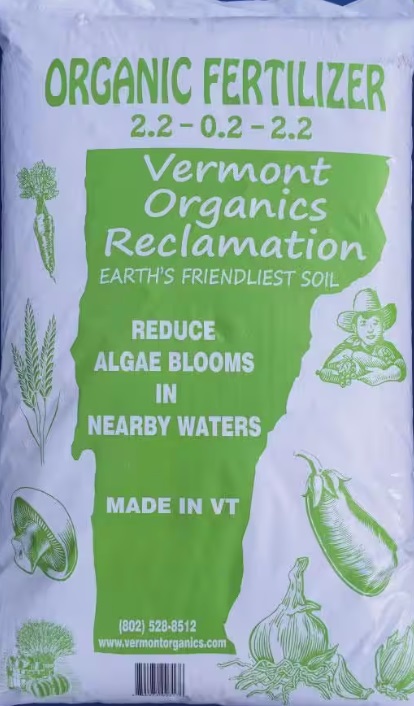 ORGANIC FERTILIZER
2.2 – 0.2 – 2.2
Vermont
Organics
Reclamation
EARTH'S FRIENDLIEST SOIL
REDUCE
ALGAE BLOOMS
IN
NEARBY WATERS
MADE IN VT
(802) 528-8512
www.vermontorganics.com